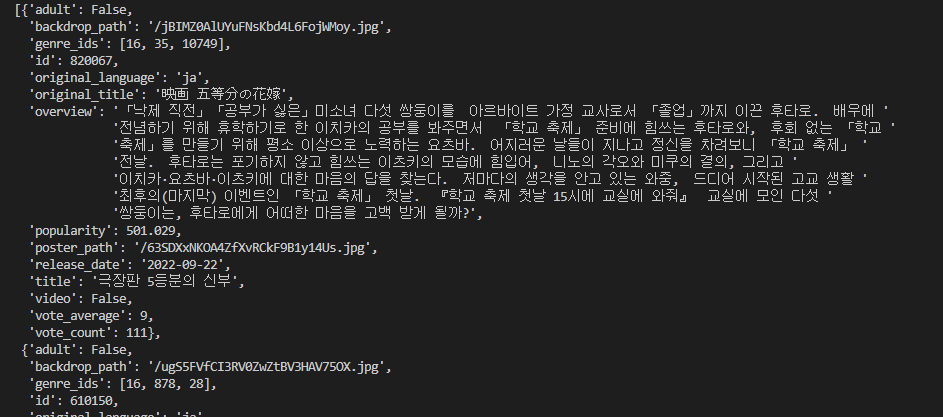 [{'adult': False,
'backdrop_path': '/jBIMZ0AlUYuFNsKbd4L6FojWMoy.jpg',
'genre_ids': [16, 35, 10749],
'id': 820067,
'original_language': 'ja',
'original_title': '映画 五等分の花嫁',
'overview': '「낙제 직전」「공부가 싫은」미소녀 다섯 쌍둥이를 아르바이트 가정 교사로서 「졸업」까지 이끈 후타로. 배우에 '
'전념하기 위해 휴학하기로 한 이치카의 공부를 봐주면서 「학교 축제」 준비에 힘쓰는 후타로와, 후회 없는 「학교 '
'축제」를 만들기 위해 평소 이상으로 노력하는 요츠바. 어지러운 날들이 지나고 정신을 차려보니 「학교 축제」 '
'전날. 후타로는 포기하지 않고 힘쓰는 이츠키의 모습에 힘입어, 니노의 각오와 미쿠의 결의, 그리고 '
'이치카·요츠바·이츠키에 대한 마음의 답을 찾는다. 저마다의 생각을 안고 있는 와중, 드디어 시작된 고교 생활 '
'최후의(마지막) 이벤트인 「학교 축제」 첫날. 『학교 축제 첫날 15시에 교실에 와줘』 교실에 모인 다섯 '
'쌍둥이는, 후타로에게 어떠한 마음을 고백 받게 될까?',
'popularity': 501.029,
'poster_path': '/63SDXxNKOA4ZfXvRCkF9B1y14Us.jpg',
'release_date': '2022-09-22',
'title': '극장판 5등분의 신부',
'video': False,
'vote_average': 9,
'vote_count': 111},
{'adult': False,
'backdrop_path': '/ugS5FVfCI3RV0ZwZtBV3HAV75OX.jpg',
'genre_ids': [16, 878, 28],
'id': 610150,
'original_language': 'ja',